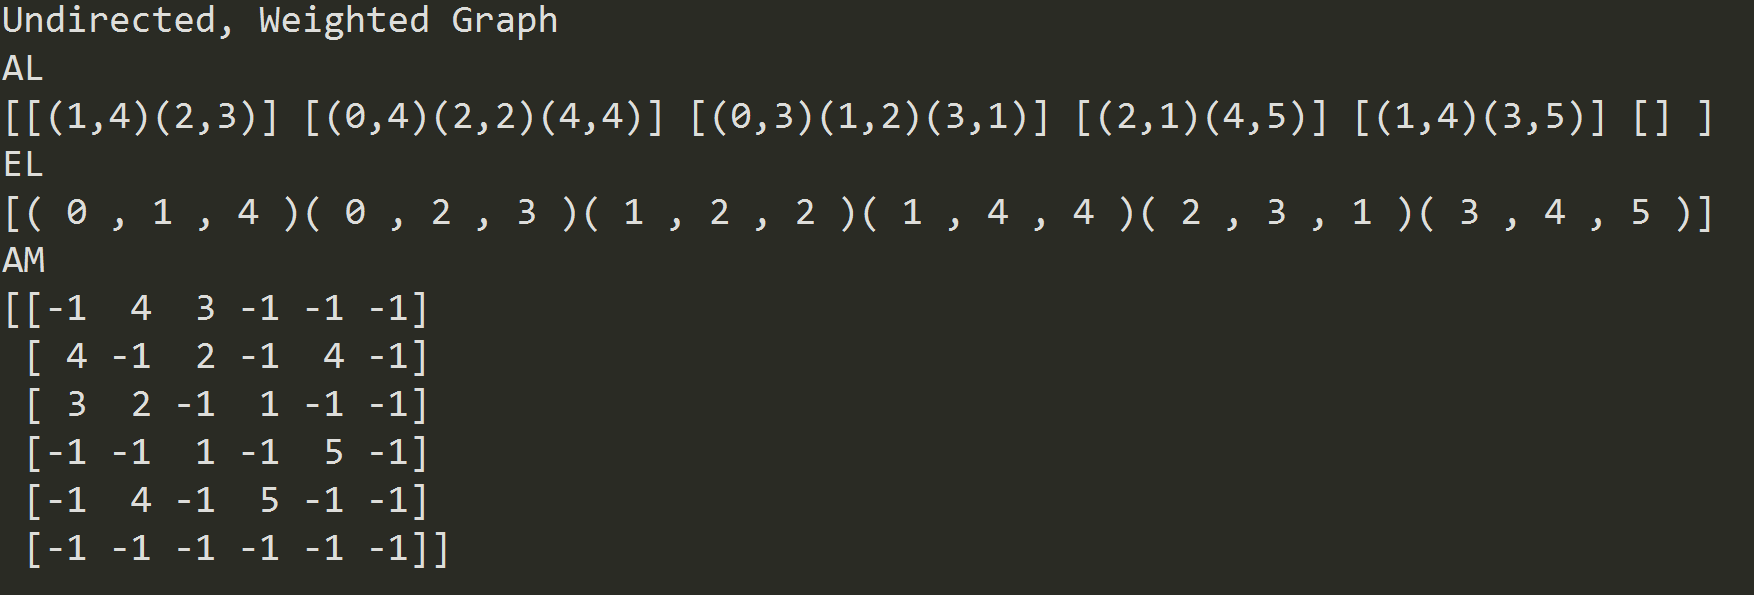 Undirected, Weighted Graph
AL
[[(1,4)(2,3)] [(0,4)(2,2)(4,4)] [(0,3)(1,2)(3,1)] [(2,1)(4,5)] [(1,4)(3,5)] [] ]
EL
[( 0 , 1 , 4 )( 0 , 2 , 3 )( 1 , 2 , 2 )( 1 , 4 , 4 )( 2 , 3 , 1 )( 3 , 4 , 5 )]
AM
[[-1  4  3 -1 -1 -1]
 [ 4 -1  2 -1  4 -1]
 [ 3  2 -1  1 -1 -1]
 [-1 -1  1 -1  5 -1]
 [-1  4 -1  5 -1 -1]
 [-1 -1 -1 -1 -1 -1]]